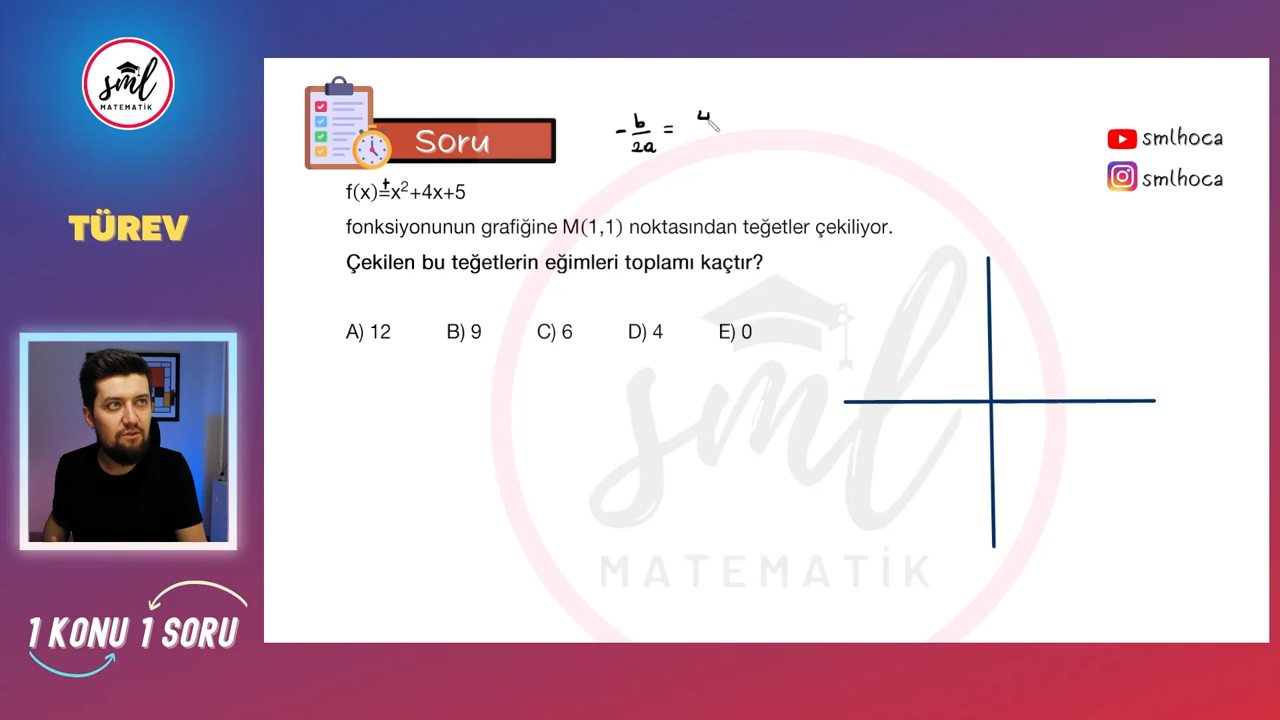 sml
MATEMATİK
TÜREV
1 KONU 1 SORU
Soru
-b/2a = 4
f(x)=x²+4x+5
fonksiyonunun grafiğine M(1,1) noktasından teğetler çekiliyor.
Çekilen bu teğetlerin eğimleri toplamı kaçtır?
A) 12 B) 9 C) 6 D) 4 E) 0
smlhoca
smlhoca
sml
MATEMATİK